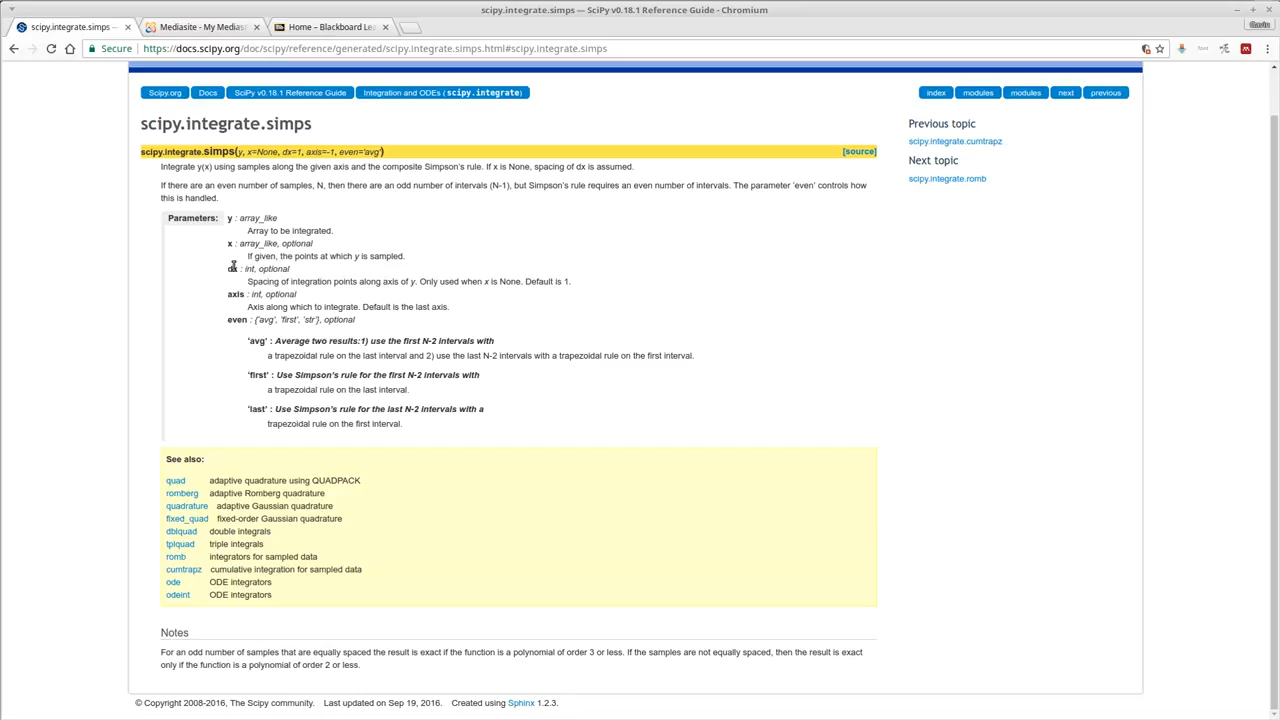 scipy.integrate.simps — SciPy v0.18.1 Reference Guide - Chromium
scipy.integrate.simps —
Mediasite - My Medias
Home – Blackboard Le
Gavin
Secure
https://docs.scipy.org/doc/scipy/reference/generated/scipy.integrate.simps.html#scipy.integrate.simps
Scipy.org
Docs
SciPy v0.18.1 Reference Guide
Integration and ODEs (scipy.integrate)
index
modules
modules
next
previous
scipy.integrate.simps
scipy.integrate.simps(y, x=None, dx=1, axis=-1, even='avg')
[source]
Integrate y(x) using samples along the given axis and the composite Simpson's rule. If x is None, spacing of dx is assumed.
If there are an even number of samples, N, then there are an odd number of intervals (N-1), but Simpson's rule requires an even number of intervals. The parameter 'even' controls how
this is handled.
Parameters:
y : array_like
Array to be integrated.
x : array_like, optional
If given, the points at which y is sampled.
dx : int, optional
Spacing of integration points along axis of y. Only used when x is None. Default is 1.
axis : int, optional
Axis along which to integrate. Default is the last axis.
even : {'avg', 'first', 'str'}, optional
'avg' : Average two results:1) use the first N-2 intervals with
a trapezoidal rule on the last interval and 2) use the last N-2 intervals with a trapezoidal rule on the first interval.
'first' : Use Simpson's rule for the first N-2 intervals with
a trapezoidal rule on the last interval.
'last' : Use Simpson's rule for the last N-2 intervals with a
trapezoidal rule on the first interval.
See also:
quad adaptive quadrature using QUADPACK
romberg adaptive Romberg quadrature
quadrature adaptive Gaussian quadrature
fixed_quad fixed-order Gaussian quadrature
dblquad double integrals
tplquad triple integrals
romb integrators for sampled data
cumtrapz cumulative integration for sampled data
ode ODE integrators
odeint ODE integrators
Notes
For an odd number of samples that are equally spaced the result is exact if the function is a polynomial of order 3 or less. If the samples are not equally spaced, then the result is exact
only if the function is a polynomial of order 2 or less.
Previous topic
scipy.integrate.cumtrapz
Next topic
scipy.integrate.romb
© Copyright 2008-2016, The Scipy community. Last updated on Sep 19, 2016. Created using Sphinx 1.2.3.